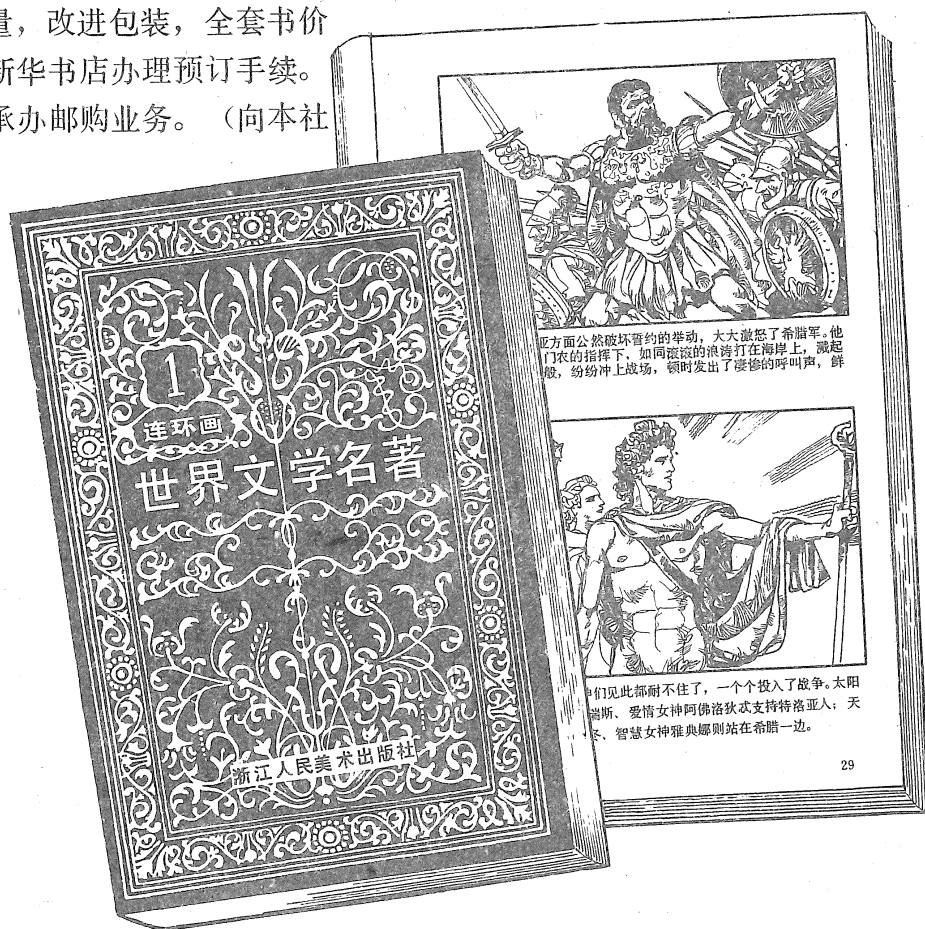 量，改进包装，全套书价
新华书店办理预订手续。
承办邮购业务。（向本社
1
连环画
世界文学名著
浙江人民美术出版社
亚方面公然破坏誓约的举动，大大激怒了希腊军。他
门农的指挥下，如同滚滚的浪涛打在海岸上，溅起
般，纷纷冲上战场，顿时发出了凄惨的呼叫声，鲜
们见此都耐不住了，一个个投入了战争。太阳
瑞斯、爱情女神阿佛洛狄忒支持特洛亚人；天
、智慧女神雅典娜则站在希腊一边。
29